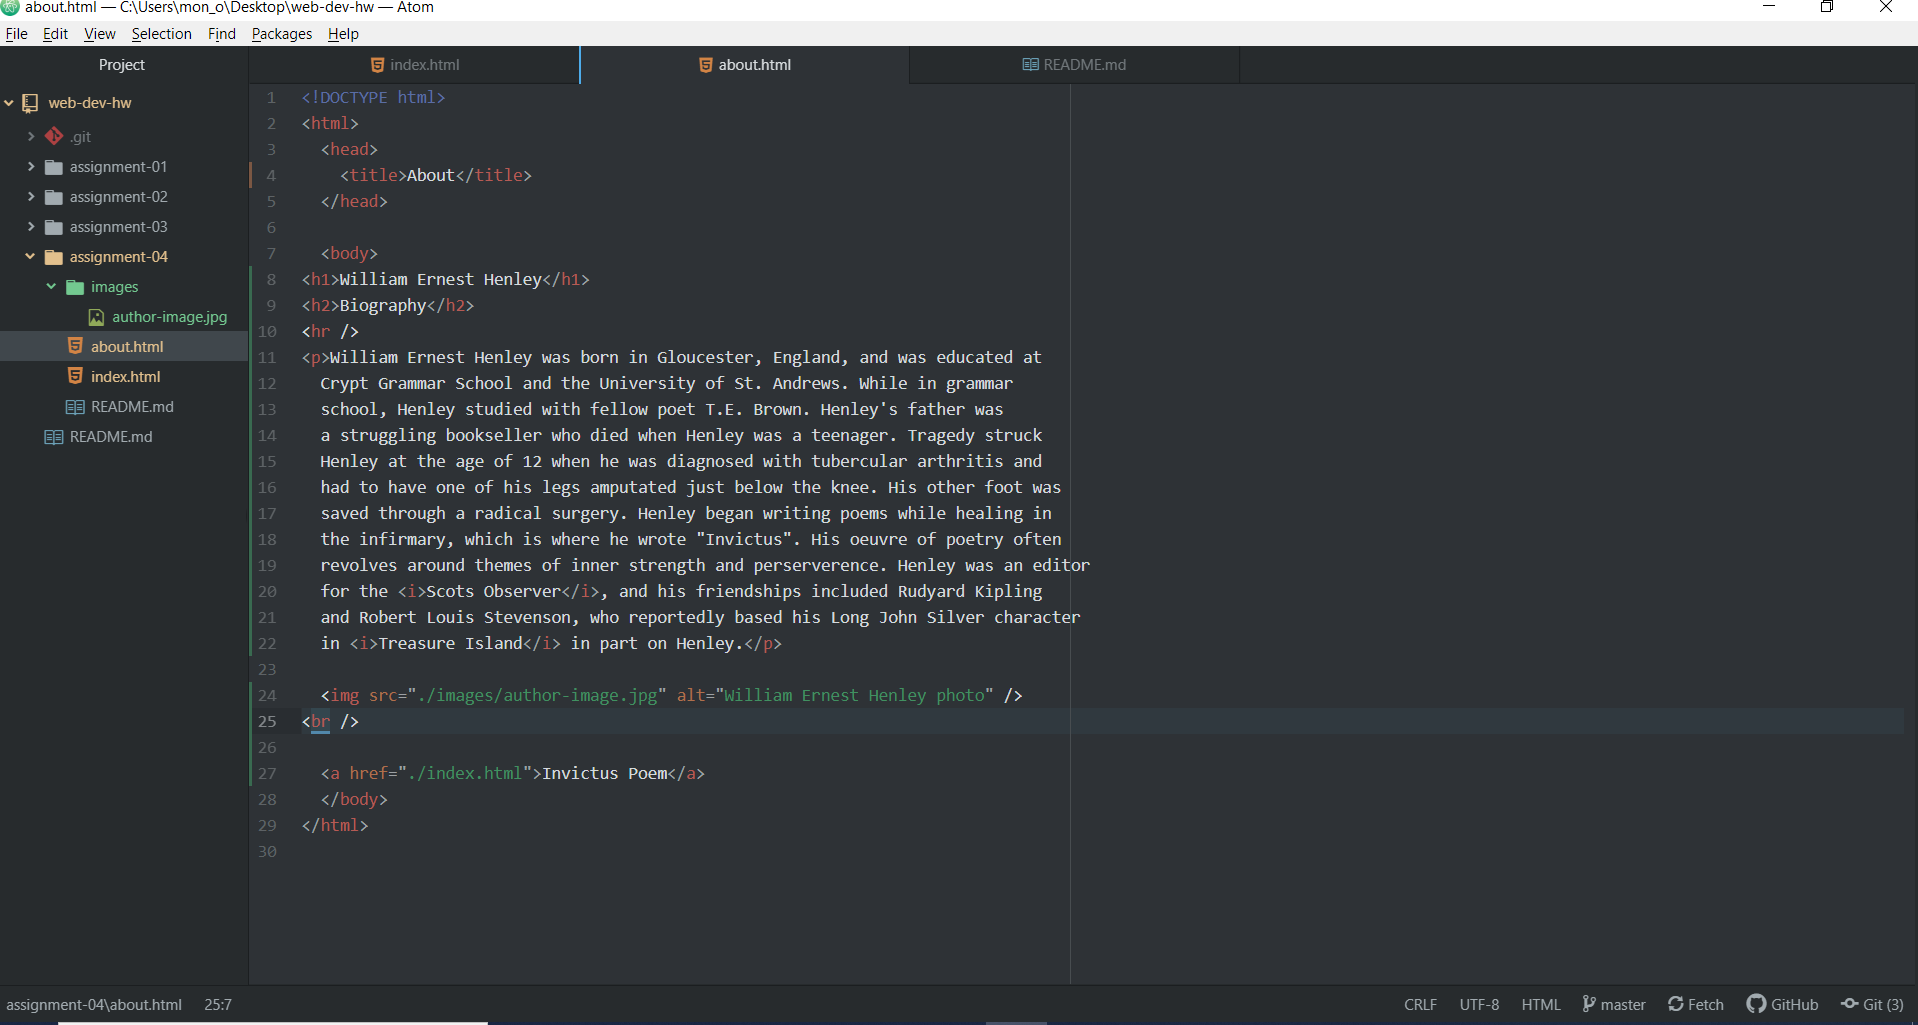 about.html — C:\Users\mon_o\Desktop\web-dev-hw — Atom
File Edit View Selection Find Packages Help
Project
web-dev-hw
.git
assignment-01
assignment-02
assignment-03
assignment-04
images
author-image.jpg
about.html
index.html
README.md
README.md
index.html about.html README.md
1 <!DOCTYPE html>
2 <html>
3 <head>
4 <title>About</title>
5 </head>
6
7 <body>
8 <h1>William Ernest Henley</h1>
9 <h2>Biography</h2>
10 <hr />
11 <p>William Ernest Henley was born in Gloucester, England, and was educated at
12 Crypt Grammar School and the University of St. Andrews. While in grammar
13 school, Henley studied with fellow poet T.E. Brown. Henley's father was
14 a struggling bookseller who died when Henley was a teenager. Tragedy struck
15 Henley at the age of 12 when he was diagnosed with tubercular arthritis and
16 had to have one of his legs amputated just below the knee. His other foot was
17 saved through a radical surgery. Henley began writing poems while healing in
18 the infirmary, which is where he wrote "Invictus". His oeuvre of poetry often
19 revolves around themes of inner strength and perserverence. Henley was an editor
20 for the <i>Scots Observer</i>, and his friendships included Rudyard Kipling
21 and Robert Louis Stevenson, who reportedly based his Long John Silver character
22 in <i>Treasure Island</i> in part on Henley.</p>
23
24 <img src="./images/author-image.jpg" alt="William Ernest Henley photo" />
25 <br />
26
27 <a href="./index.html">Invictus Poem</a>
28 </body>
29 </html>
30
assignment-04\about.html 25:7 CRLF UTF-8 HTML master Fetch GitHub Git (3)